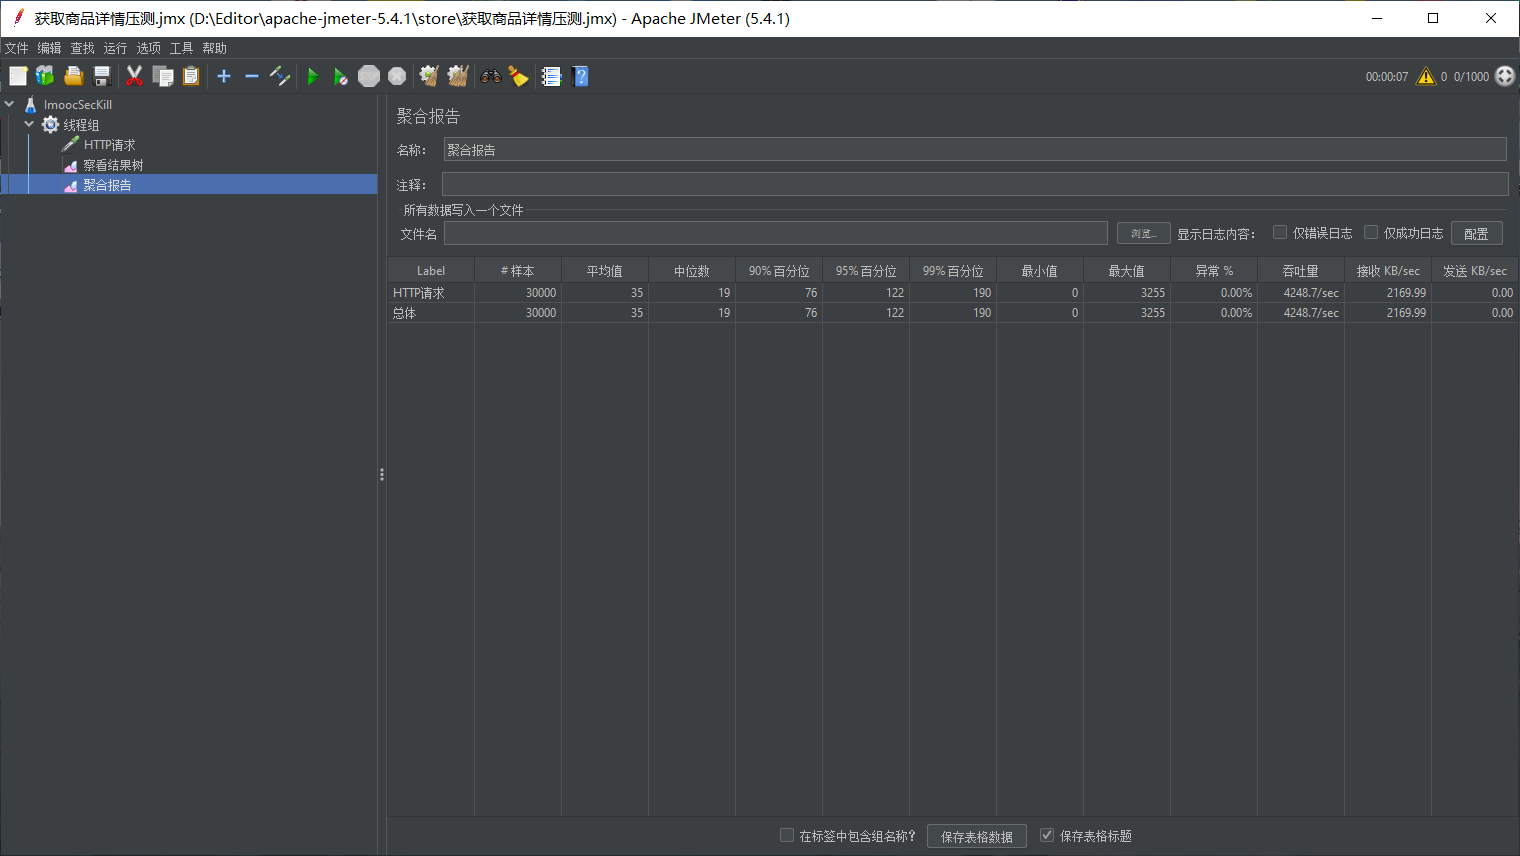 获取商品详情压测.jmx (D:\Editor\apache-jmeter-5.4.1\store\获取商品详情压测.jmx) - Apache JMeter (5.4.1)
文件 编辑 查找 运行 选项 工具 帮助
STOP 00:00:07 0 0/1000
ImoocSecKill
线程组
HTTP请求
察看结果树
聚合报告
聚合报告
名称： 聚合报告
注释：
所有数据写入一个文件
文件名 浏览... 显示日志内容： 仅错误日志 仅成功日志 配置
Label # 样本 平均值 中位数 90% 百分位 95% 百分位 99% 百分位 最小值 最大值 异常 % 吞吐量 接收 KB/sec 发送 KB/sec
HTTP请求 30000 35 19 76 122 190 0 3255 0.00% 4248.7/sec 2169.99 0.00
总体 30000 35 19 76 122 190 0 3255 0.00% 4248.7/sec 2169.99 0.00
在标签中包含组名称? 保存表格数据 保存表格标题